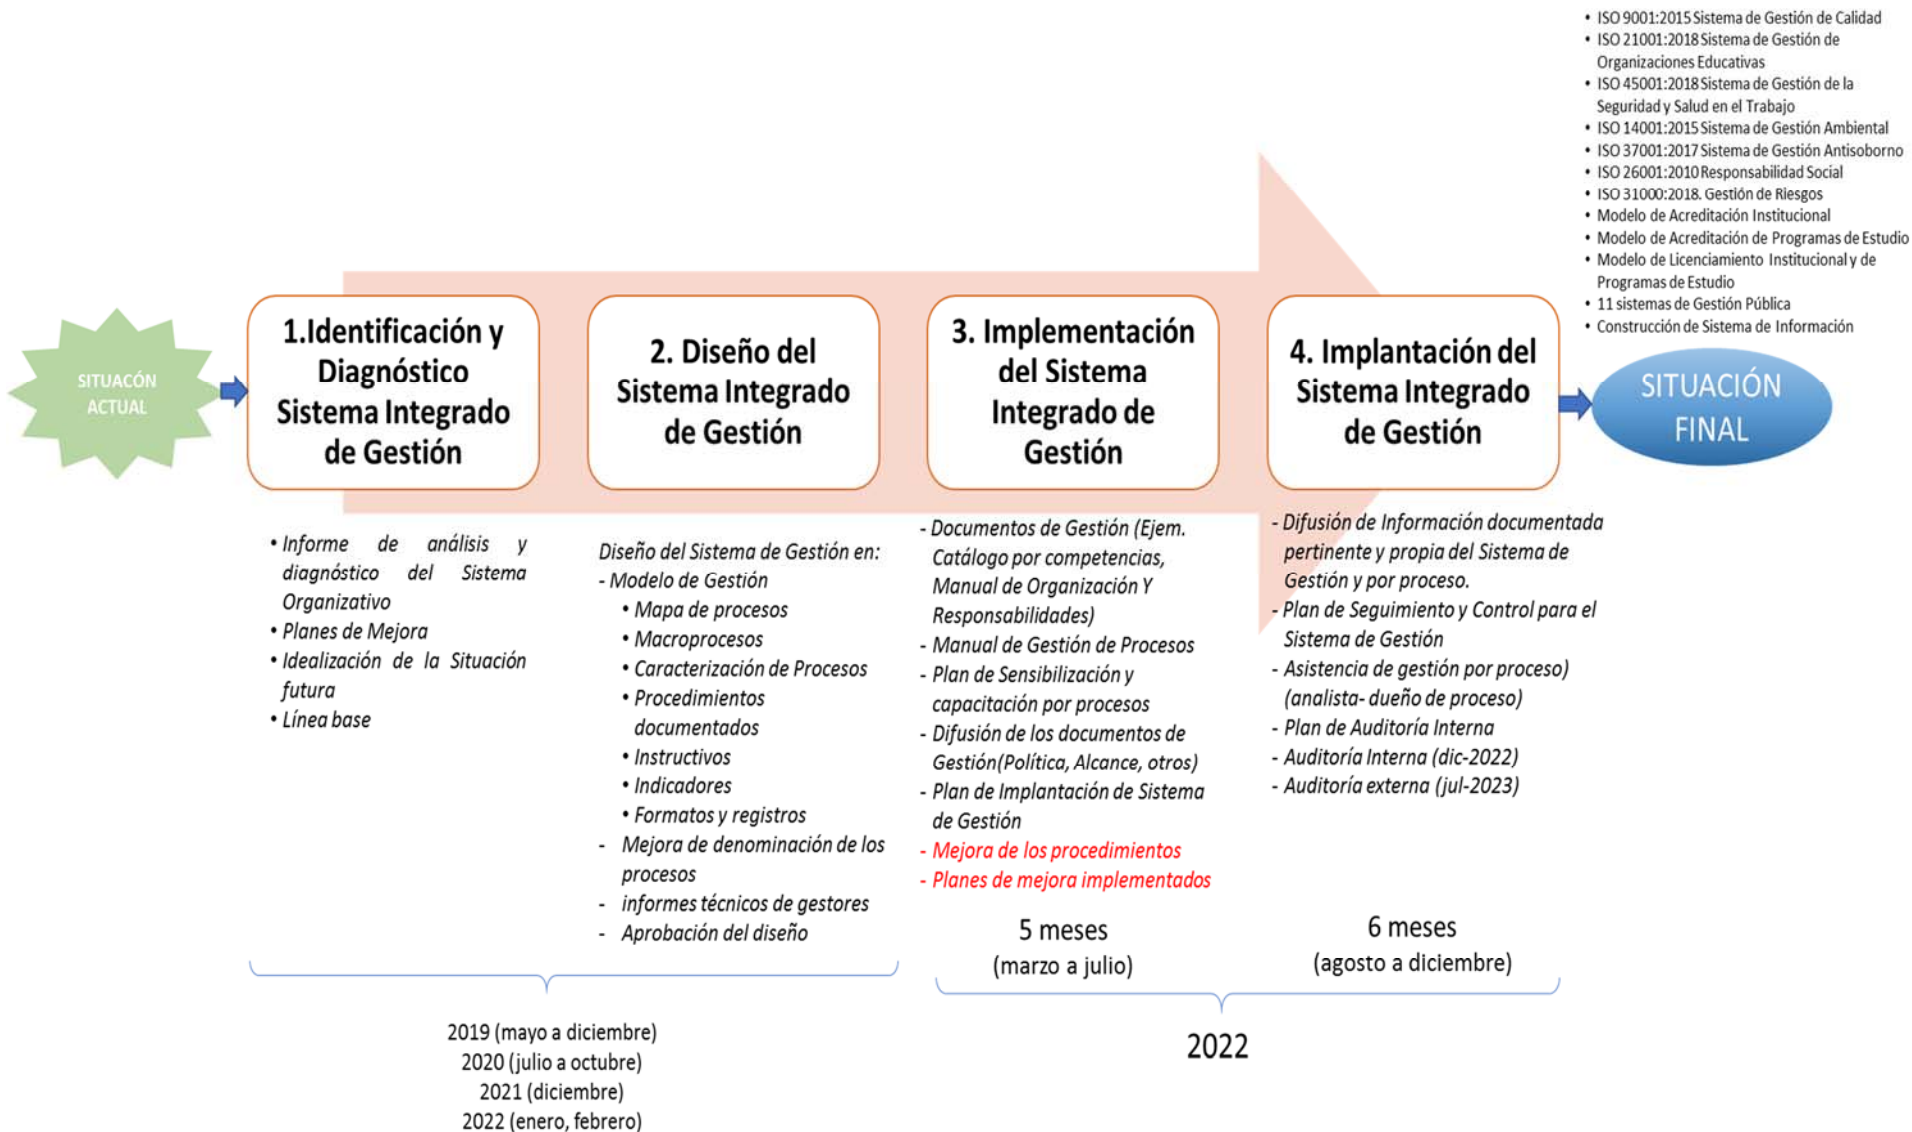 • ISO 9001:2015 Sistema de Gestión de Calidad
• ISO 21001:2018 Sistema de Gestión de
Organizaciones Educativas
• ISO 45001:2018 Sistema de Gestión de la
Seguridad y Salud en el Trabajo
• ISO 14001:2015 Sistema de Gestión Ambiental
• ISO 37001:2017 Sistema de Gestión Antisoborno
• ISO 26001:2010 Responsabilidad Social
• ISO 31000:2018. Gestión de Riesgos
• Modelo de Acreditación Institucional
• Modelo de Acreditación de Programas de Estudio
• Modelo de Licenciamiento Institucional y de
Programas de Estudio
• 11 sistemas de Gestión Pública
• Construcción de Sistema de Información
SITUACÓN
ACTUAL
1.Identificación y
Diagnóstico
Sistema Integrado
de Gestión
2. Diseño del
Sistema Integrado
de Gestión
3. Implementación
del Sistema
Integrado de
Gestión
4. Implantación del
Sistema Integrado
de Gestión
SITUACIÓN
FINAL
• Informe de análisis y
diagnóstico del Sistema
Organizativo
• Planes de Mejora
• Idealización de la Situación
futura
• Línea base
Diseño del Sistema de Gestión en:
- Modelo de Gestión
• Mapa de procesos
• Macroprocesos
• Caracterización de Procesos
• Procedimientos
documentados
• Instructivos
• Indicadores
• Formatos y registros
- Mejora de denominación de los
procesos
- informes técnicos de gestores
- Aprobación del diseño
- Documentos de Gestión (Ejem.
Catálogo por competencias,
Manual de Organización Y
Responsabilidades)
- Manual de Gestión de Procesos
- Plan de Sensibilización y
capacitación por procesos
- Difusión de los documentos de
Gestión(Política, Alcance, otros)
- Plan de Implantación de Sistema
de Gestión
- Mejora de los procedimientos
- Planes de mejora implementados
- Difusión de Información documentada
pertinente y propia del Sistema de
Gestión y por proceso.
- Plan de Seguimiento y Control para el
Sistema de Gestión
- Asistencia de gestión por proceso)
(analista- dueño de proceso)
- Plan de Auditoría Interna
- Auditoría Interna (dic-2022)
- Auditoría externa (jul-2023)
5 meses
(marzo a julio)
6 meses
(agosto a diciembre)
2019 (mayo a diciembre)
2020 (julio a octubre)
2021 (diciembre)
2022 (enero, febrero)
2022